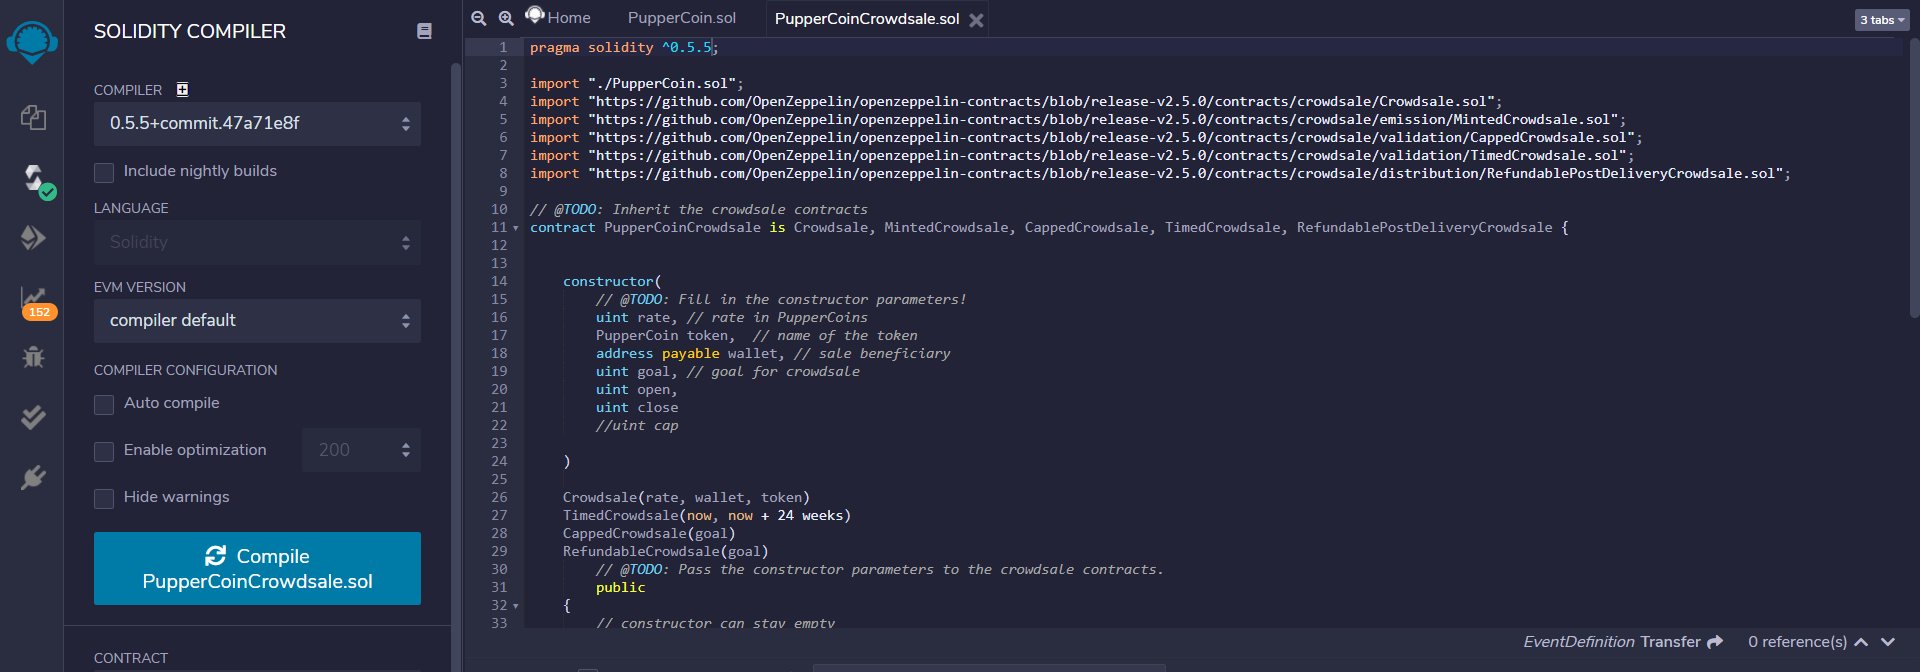 SOLIDITY COMPILER
COMPILER
0.5.5+commit.47a71e8f
Include nightly builds
LANGUAGE
Solidity
EVM VERSION
compiler default
COMPILER CONFIGURATION
Auto compile
Enable optimization 200
Hide warnings
Compile
PupperCoinCrowdsale.sol
CONTRACT
152
Home PupperCoin.sol PupperCoinCrowdsale.sol 3 tabs
1 pragma solidity ^0.5.5;
2
3 import "./PupperCoin.sol";
4 import "https://github.com/OpenZeppelin/openzeppelin-contracts/blob/release-v2.5.0/contracts/crowdsale/Crowdsale.sol";
5 import "https://github.com/OpenZeppelin/openzeppelin-contracts/blob/release-v2.5.0/contracts/crowdsale/emission/MintedCrowdsale.sol";
6 import "https://github.com/OpenZeppelin/openzeppelin-contracts/blob/release-v2.5.0/contracts/crowdsale/validation/CappedCrowdsale.sol";
7 import "https://github.com/OpenZeppelin/openzeppelin-contracts/blob/release-v2.5.0/contracts/crowdsale/validation/TimedCrowdsale.sol";
8 import "https://github.com/OpenZeppelin/openzeppelin-contracts/blob/release-v2.5.0/contracts/crowdsale/distribution/RefundablePostDeliveryCrowdsale.sol";
9
10 // @TODO: Inherit the crowdsale contracts
11 contract PupperCoinCrowdsale is Crowdsale, MintedCrowdsale, CappedCrowdsale, TimedCrowdsale, RefundablePostDeliveryCrowdsale {
12
13
14 constructor(
15 // @TODO: Fill in the constructor parameters!
16 uint rate, // rate in PupperCoins
17 PupperCoin token, // name of the token
18 address payable wallet, // sale beneficiary
19 uint goal, // goal for crowdsale
20 uint open,
21 uint close
22 //uint cap
23
24 )
25
26 Crowdsale(rate, wallet, token)
27 TimedCrowdsale(now, now + 24 weeks)
28 CappedCrowdsale(goal)
29 RefundableCrowdsale(goal)
30 // @TODO: Pass the constructor parameters to the crowdsale contracts.
31 public
32 {
33 // constructor can stay empty
EventDefinition Transfer 0 reference(s)